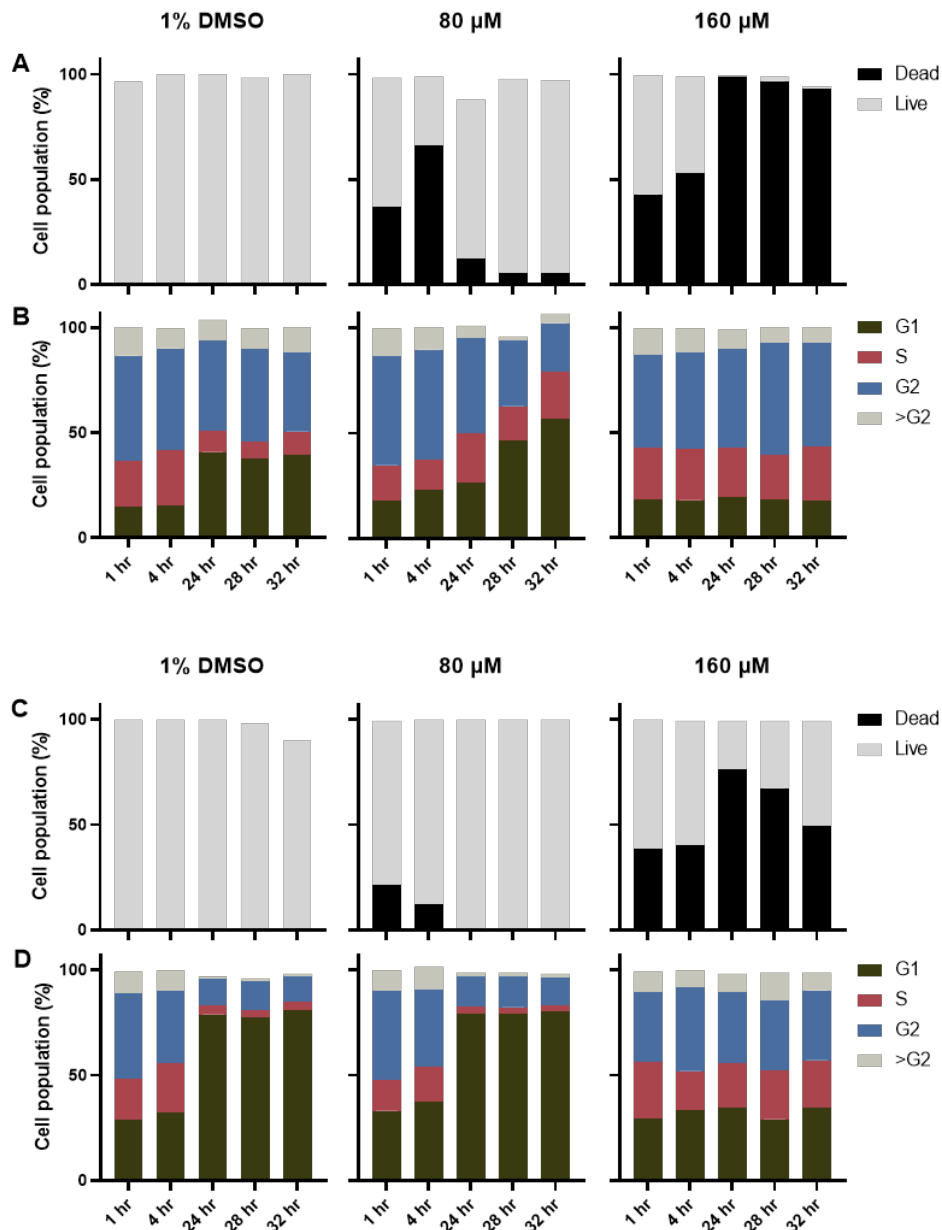 1% DMSO 80 µM 160 µM
A
Cell population (%)
100
50
0
Dead
Live
B
Cell population (%)
100
50
0
G1
S
G2
>G2
1 hr 4 hr 24 hr 28 hr 32 hr 1 hr 4 hr 24 hr 28 hr 32 hr 1 hr 4 hr 24 hr 28 hr 32 hr
1% DMSO 80 µM 160 µM
C
Cell population (%)
100
50
0
Dead
Live
D
Cell population (%)
100
50
0
G1
S
G2
>G2
1 hr 4 hr 24 hr 28 hr 32 hr 1 hr 4 hr 24 hr 28 hr 32 hr 1 hr 4 hr 24 hr 28 hr 32 hr